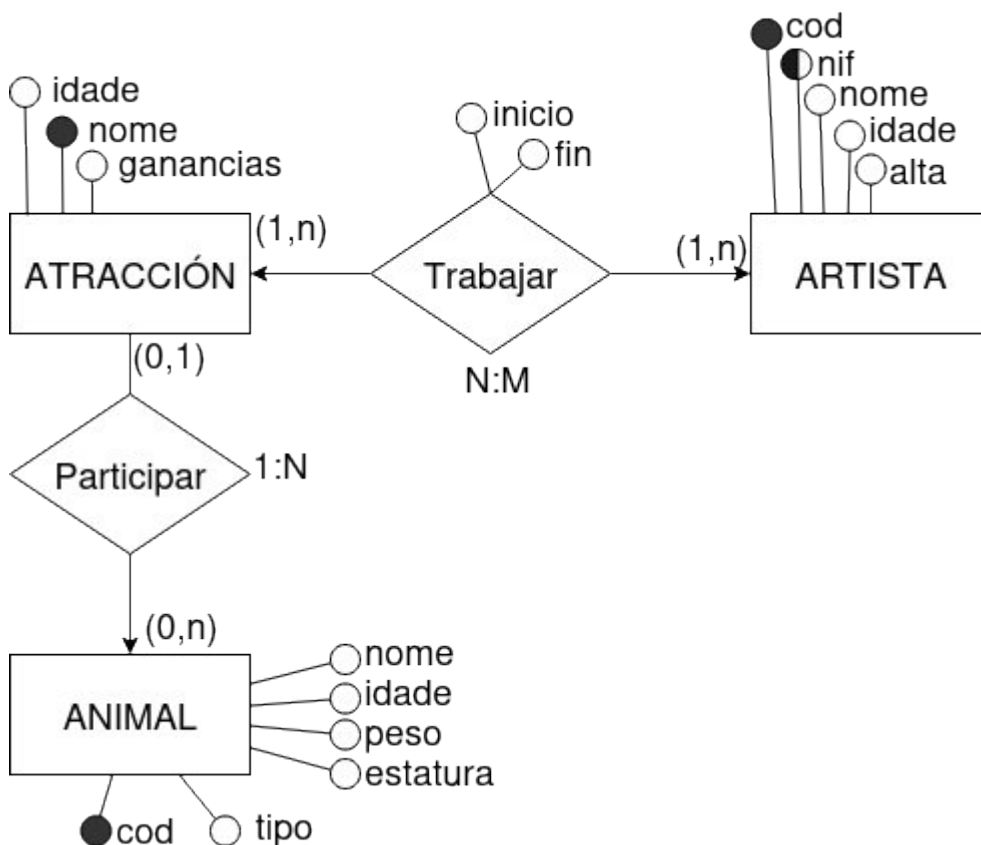 cod
nif
nome
idade
alta
idade
nome
ganancias
inicio
fin
(1,n)
(1,n)
ATRACCIÓN
Trabajar
ARTISTA
(0,1)
N:M
Participar
1:N
(0,n)
nome
idade
peso
estatura
ANIMAL
cod
tipo